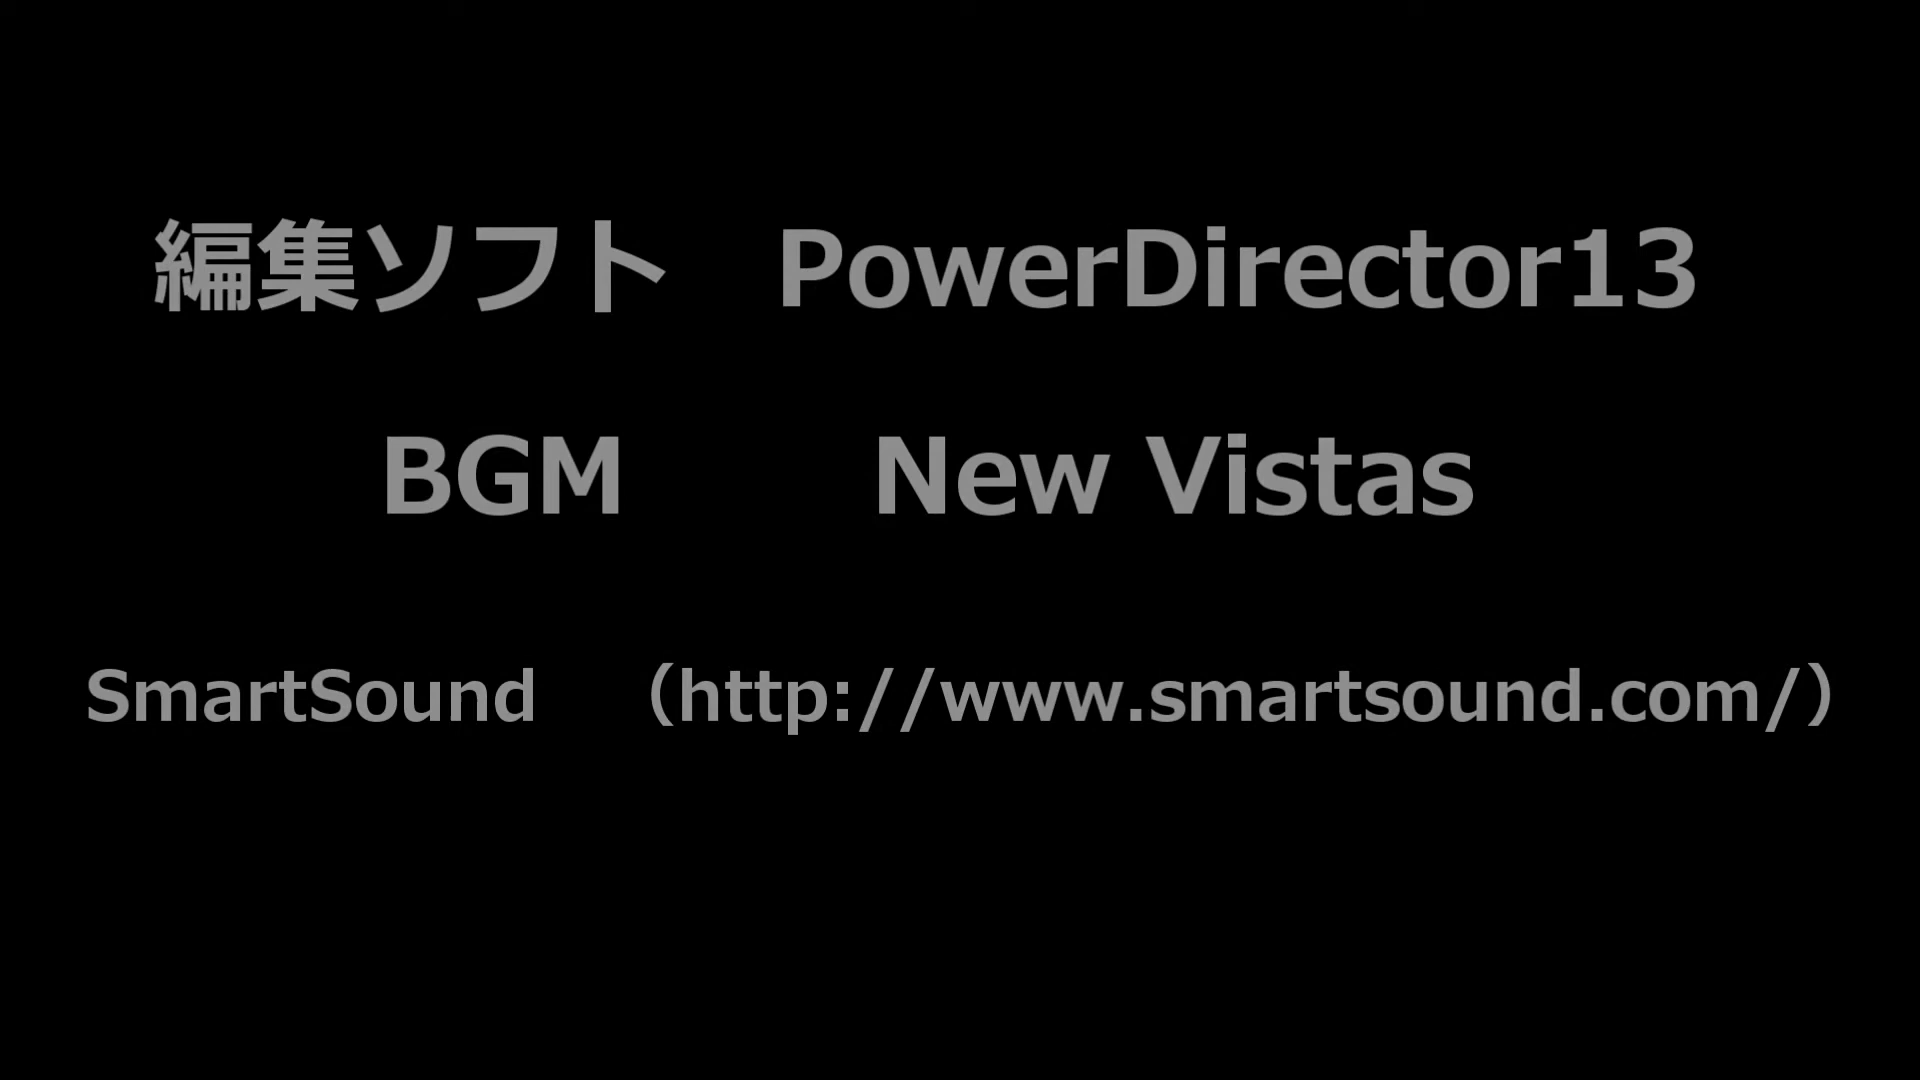 編集ソフト　PowerDirector13
BGM　　New Vistas
SmartSound　（http://www.smartsound.com/）